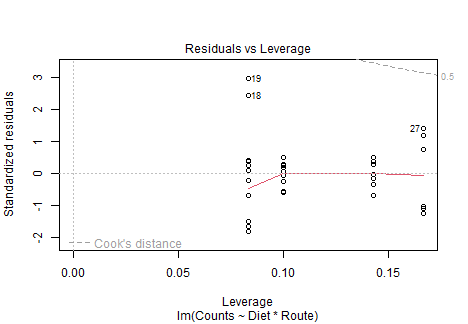 Residuals vs Leverage
Standardized residuals
3
2
1
0
-1
-2
19
18
27
0.5
Cook's distance
0.00
0.05
0.10
0.15
Leverage
lm(Counts ~ Diet * Route)